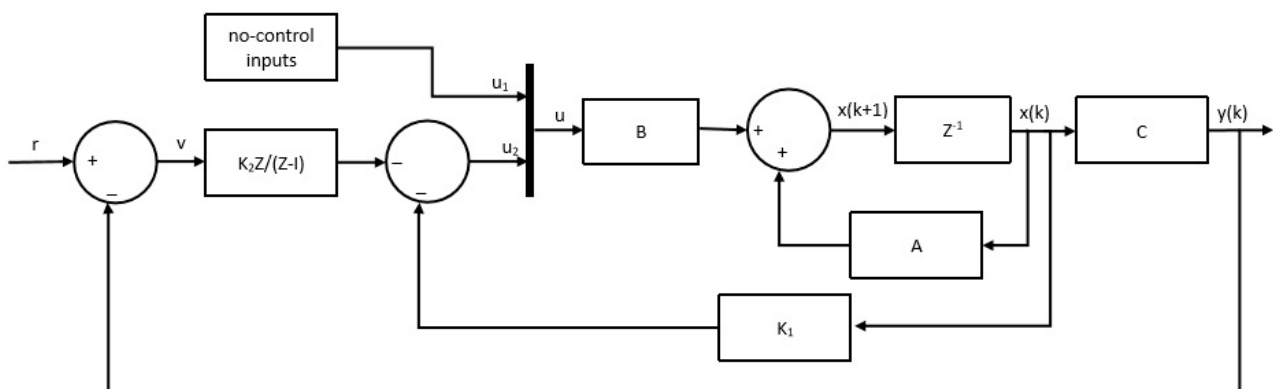 no-control
inputs
u₁
r
+
−
v
K₂Z/(Z-I)
−
−
u₂
u
B
+
+
x(k+1)
Z⁻¹
x(k)
C
y(k)
A
K₁